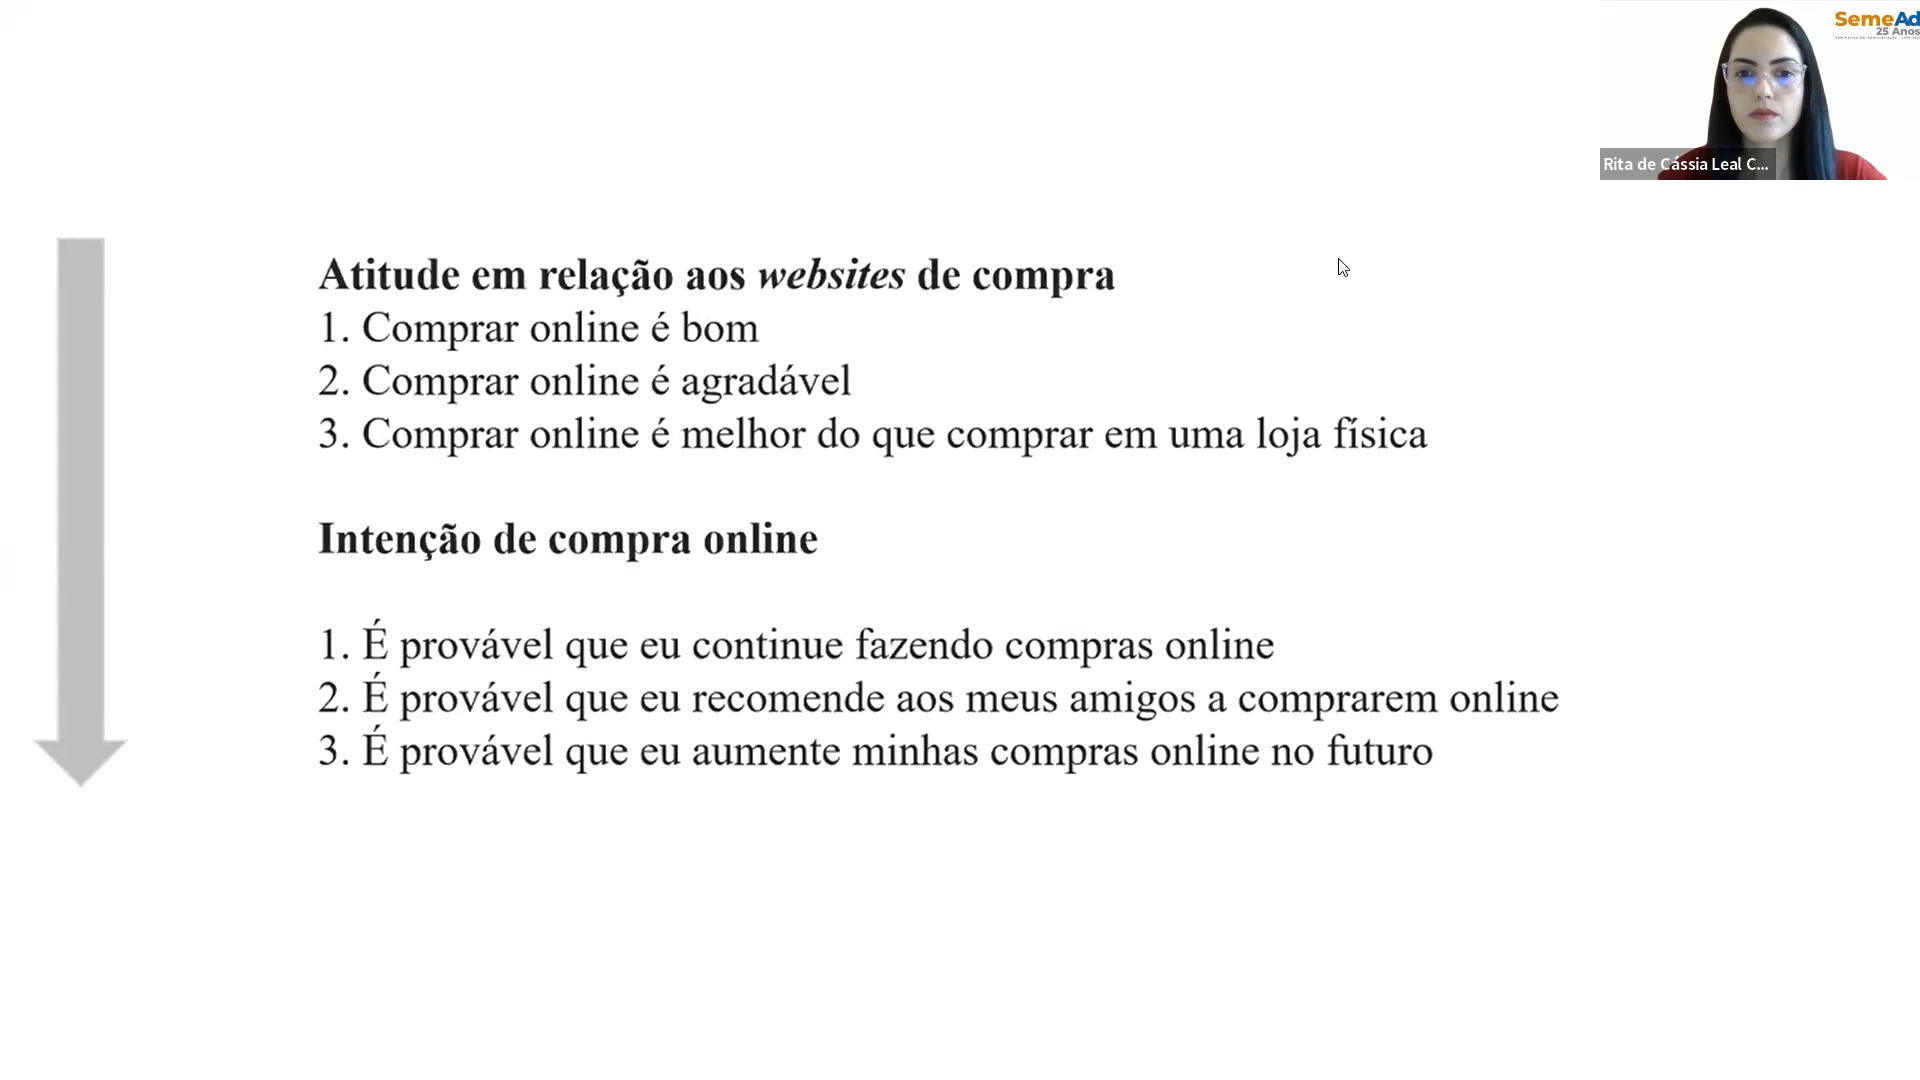 SemeAd
25 Anos
Rita de Cássia Leal C...
Atitude em relação aos websites de compra
1. Comprar online é bom
2. Comprar online é agradável
3. Comprar online é melhor do que comprar em uma loja física
Intenção de compra online
1. É provável que eu continue fazendo compras online
2. É provável que eu recomende aos meus amigos a comprarem online
3. É provável que eu aumente minhas compras online no futuro